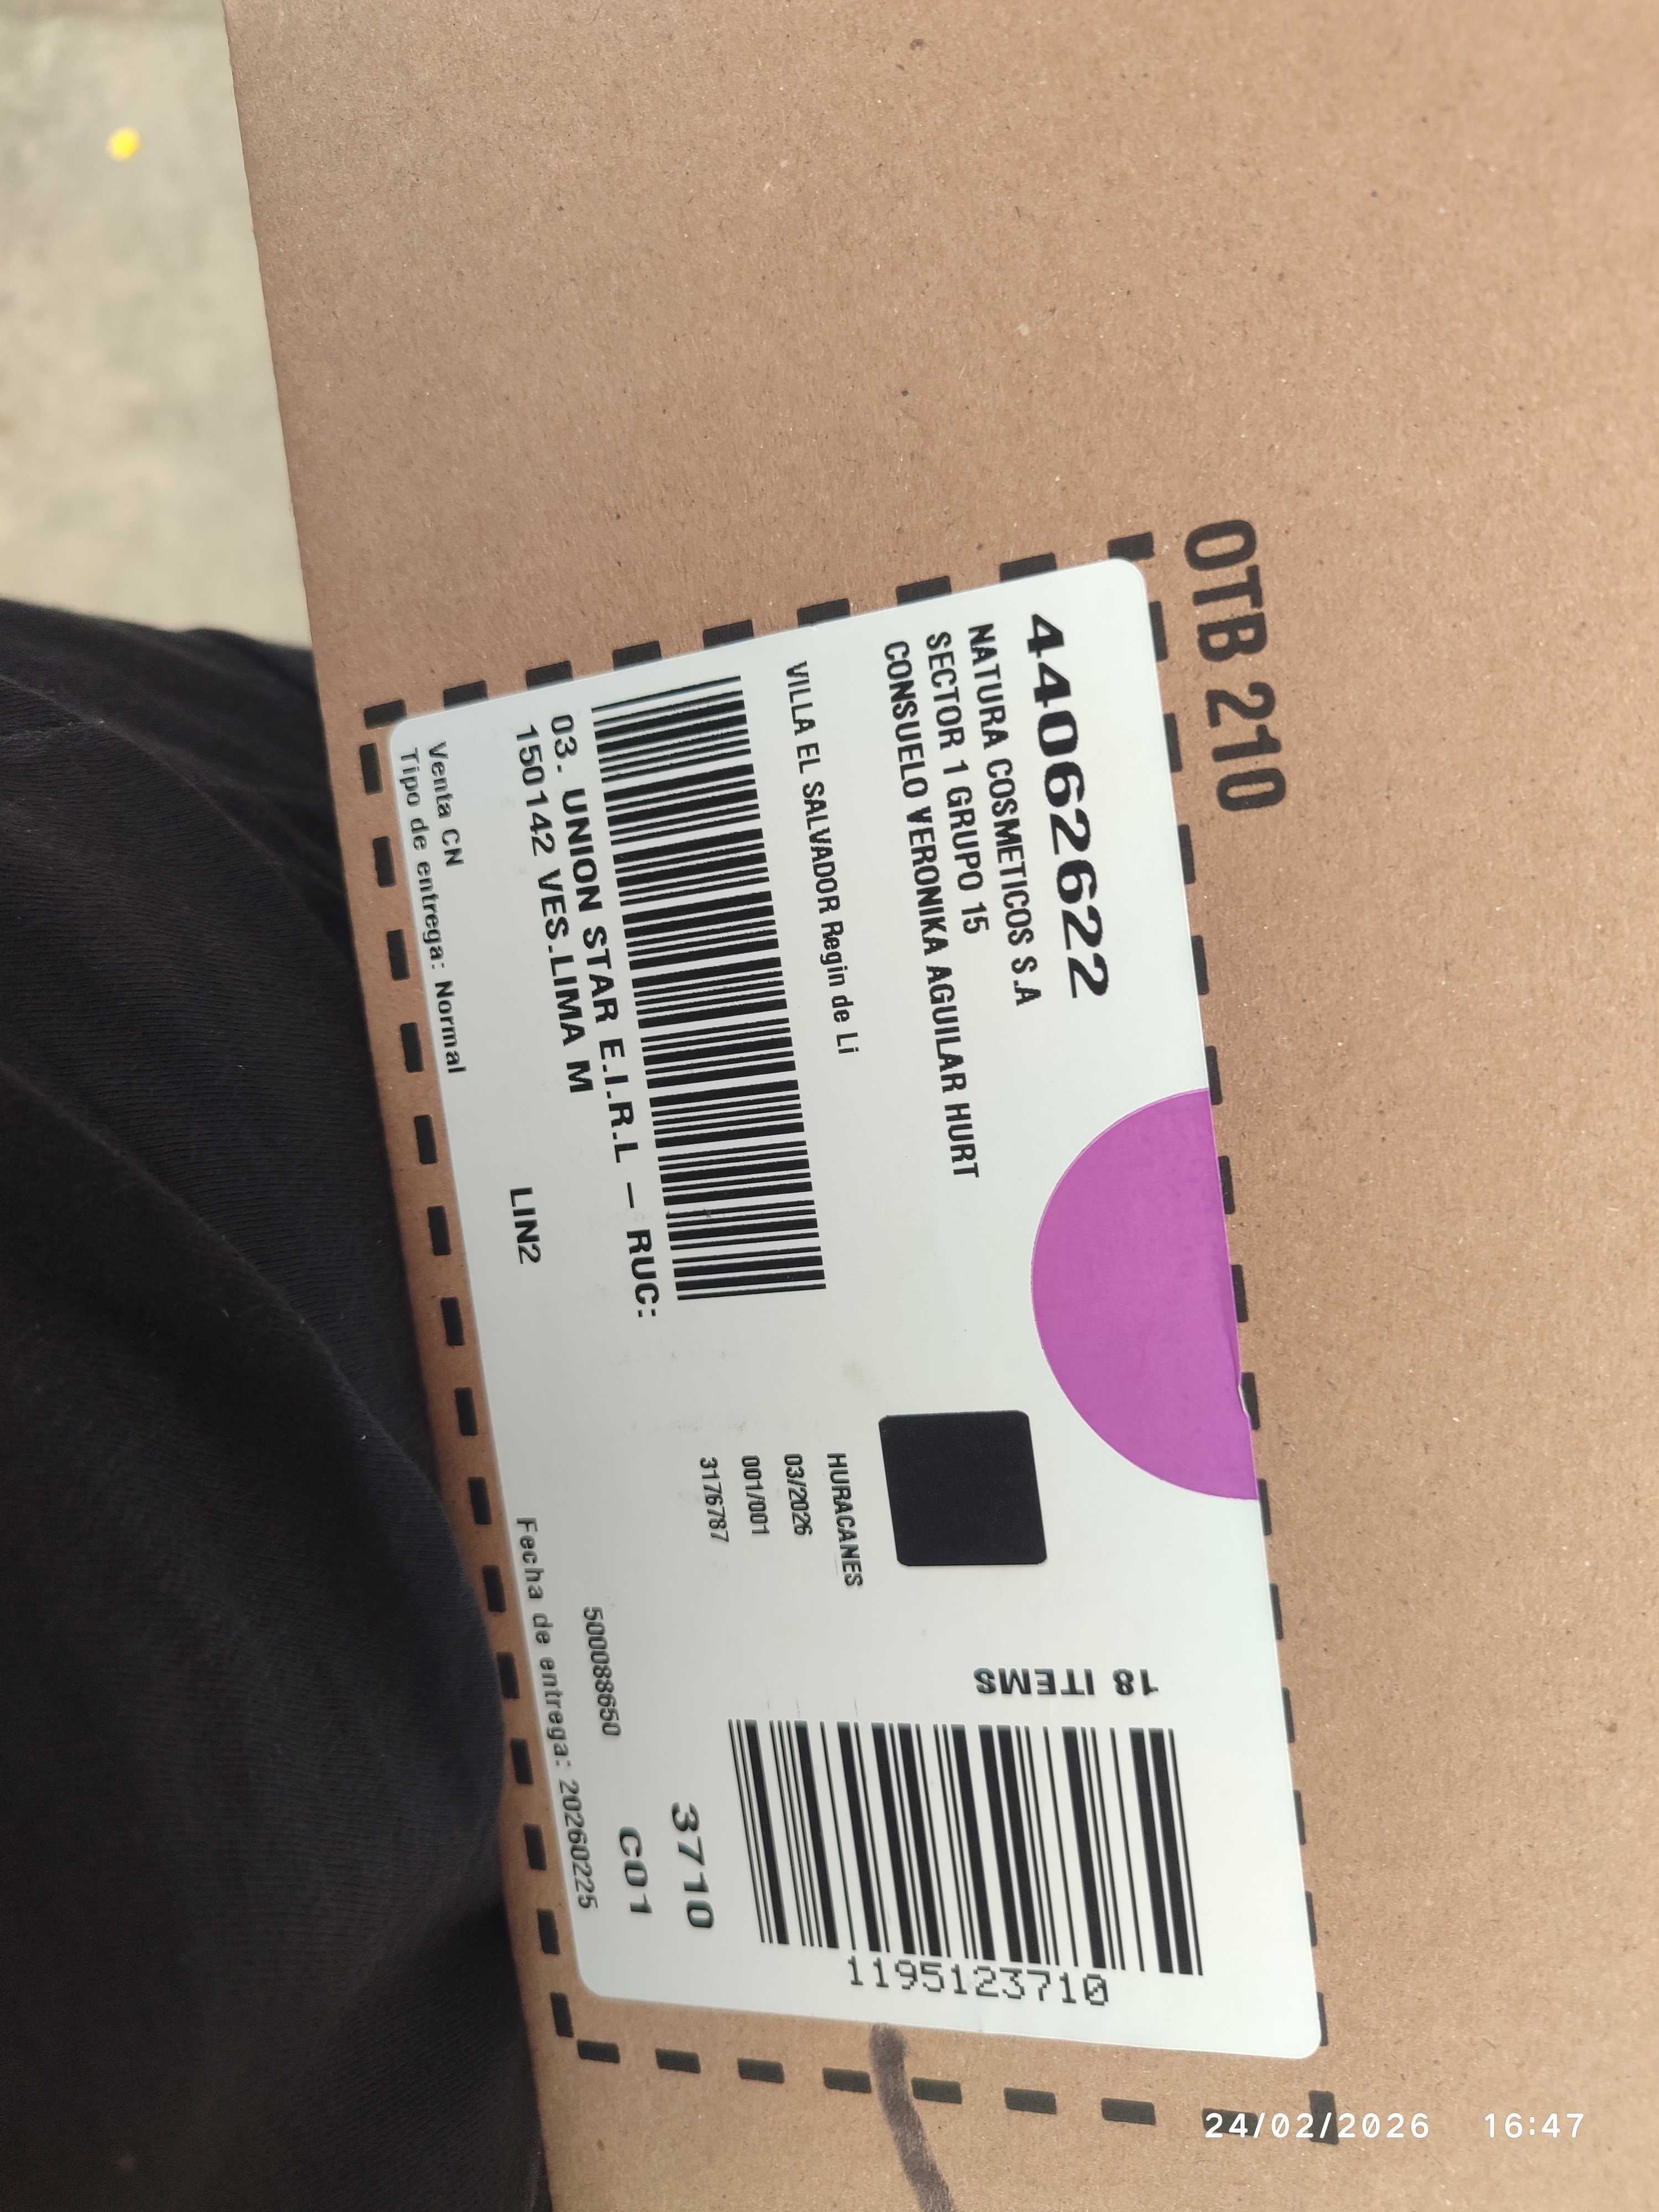 OTB 210
440626622
NATURA COSMETICOS S.A
SECTOR 1 GRUPO 15
CONSUELO VERONIKA AGUILAR HURT
VILLA EL SALVADOR Regin de Li
03. UNION STAR E.I.R.L – RUC:
150142 VES.LIMA M
LIN2
Venta CN
Tipo de entrega: Normal
HURACANES
03/2026
001/001
3176787
18 ITEMS
1195123710
3710
C01
500088650
Fecha de entrega: 20260225
24/02/2026 16:47